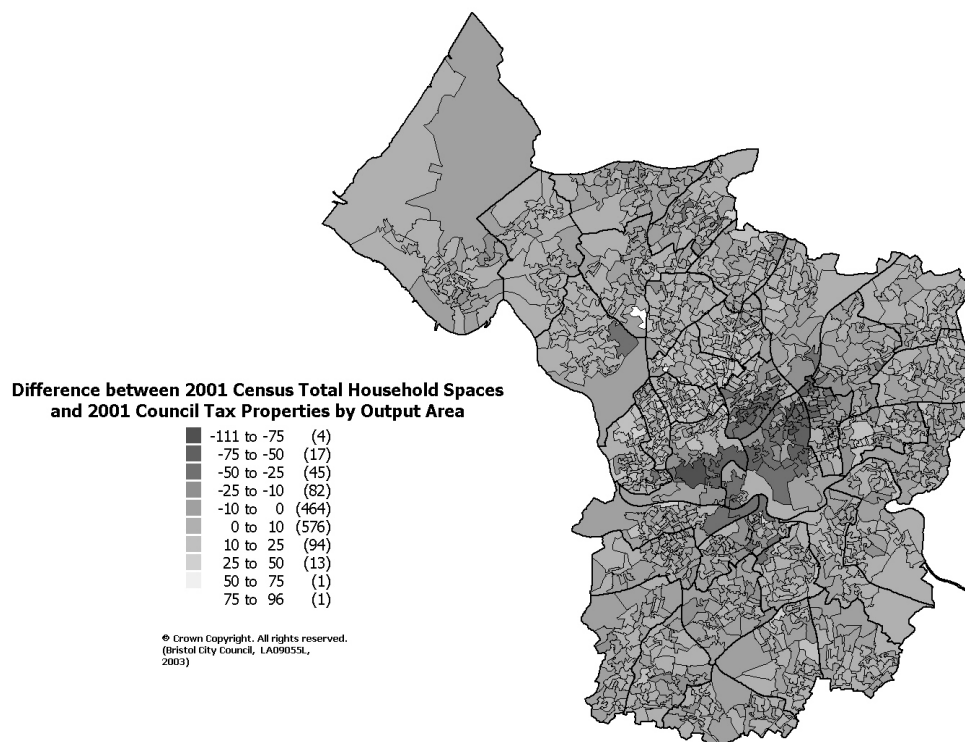 Difference between 2001 Census Total Household Spaces
and 2001 Council Tax Properties by Output Area
-111 to -75 (4)
-75 to -50 (17)
-50 to -25 (45)
-25 to -10 (82)
-10 to 0 (464)
0 to 10 (576)
10 to 25 (94)
25 to 50 (13)
50 to 75 (1)
75 to 96 (1)
© Crown Copyright. All rights reserved.
(Bristol City Council, LA09055L,
2003)